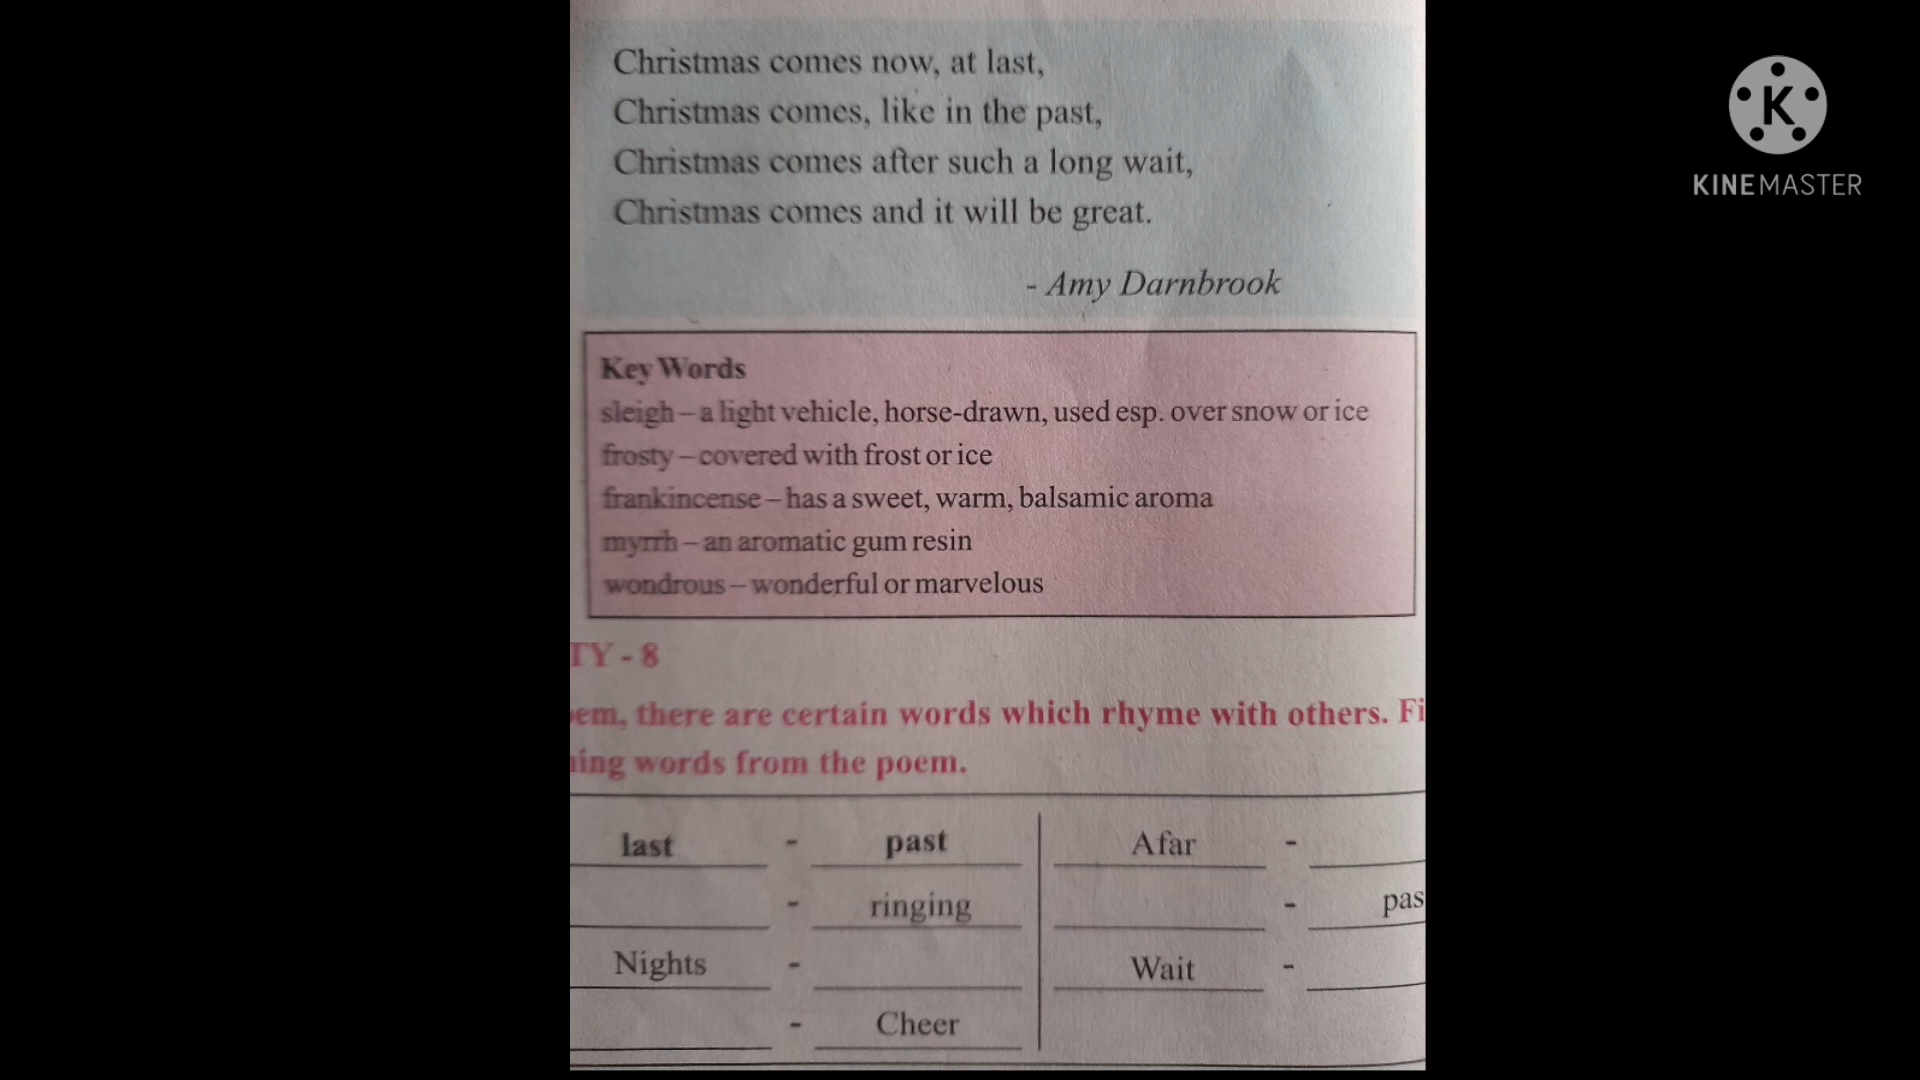 Christmas comes now, at last,
Christmas comes, like in the past,
Christmas comes after such a long wait,
Christmas comes and it will be great.
- Amy Darnbrook
Key Words
sleigh – a light vehicle, horse-drawn, used esp. over snow or ice
frosty – covered with frost or ice
frankincense – has a sweet, warm, balsamic aroma
myrrh – an aromatic gum resin
wondrous – wonderful or marvelous
TY - 8
em, there are certain words which rhyme with others. Fi
ing words from the poem.
last - past Afar -
- ringing - pas
Nights - Wait -
- Cheer
KINEMASTER